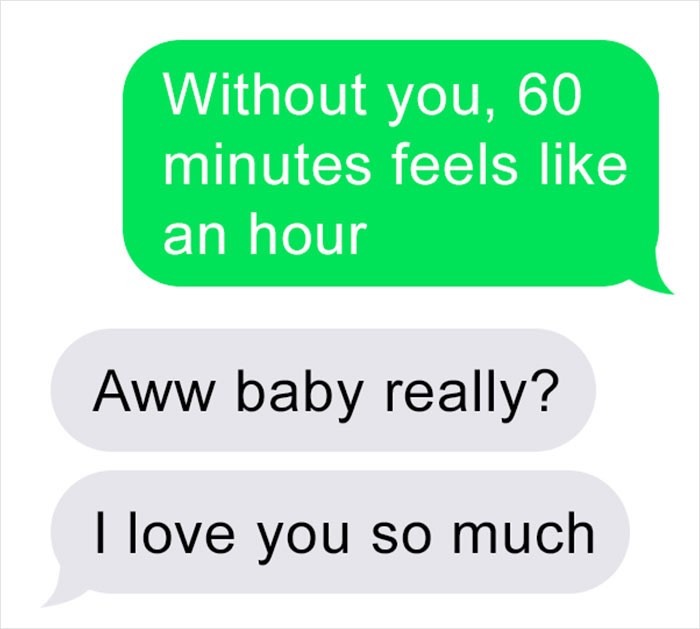 Without you, 60
minutes feels like
an hour
Aww baby really?
I love you so much